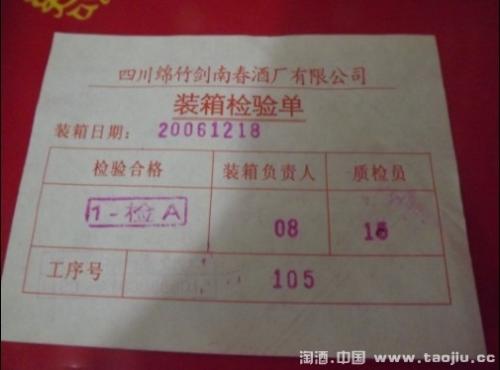 四川绵竹剑南春酒厂有限公司
装箱检验单
装箱日期: 20061218
检验合格 装箱负责人 质检员
1-检A 08
工序号 105
淘酒.中国 www.taojiu.cc